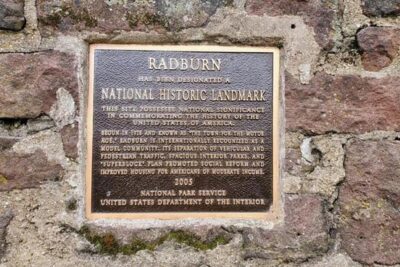 RADBURN
HAS BEEN DESIGNATED A
NATIONAL HISTORIC LANDMARK
THIS SITE POSSESSES NATIONAL SIGNIFICANCE
IN COMMEMORATING THE HISTORY OF THE
UNITED STATES OF AMERICA.
BEGUN IN 1928 AND KNOWN AS "THE TOWN FOR THE MOTOR
AGE," RADBURN IS INTERNATIONALLY RECOGNIZED AS A
MODEL COMMUNITY. ITS SEPARATION OF VEHICULAR AND
PEDESTRIAN TRAFFIC, SPACIOUS INTERIOR PARKS, AND
"SUPERBLOCK" PLAN PROMOTED SOCIAL REFORM AND
IMPROVED HOUSING FOR AMERICANS OF MODERATE INCOME.
2005
NATIONAL PARK SERVICE
UNITED STATES DEPARTMENT OF THE INTERIOR